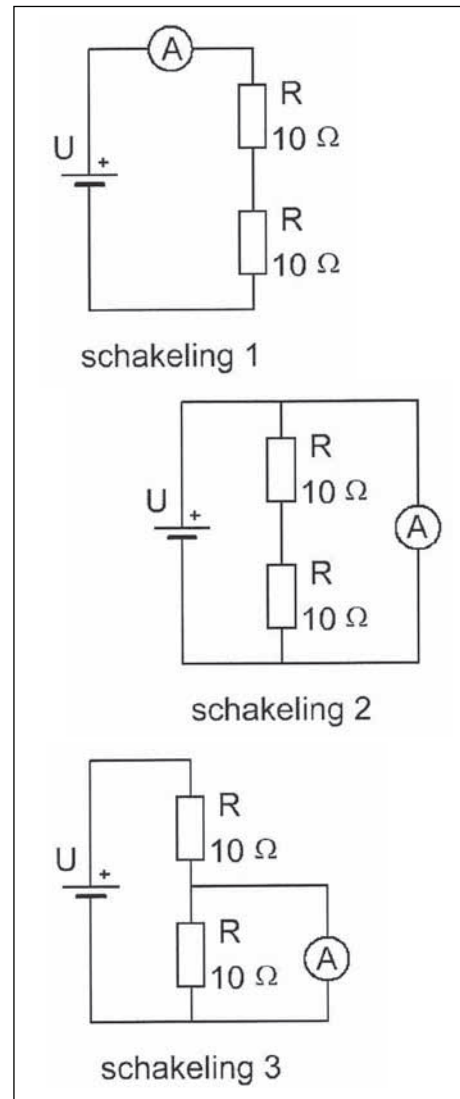 A
R
10 Ω
U
+
R
10 Ω
schakeling 1
R
10 Ω
U
+
A
R
10 Ω
schakeling 2
R
10 Ω
U
+
R
10 Ω
A
schakeling 3